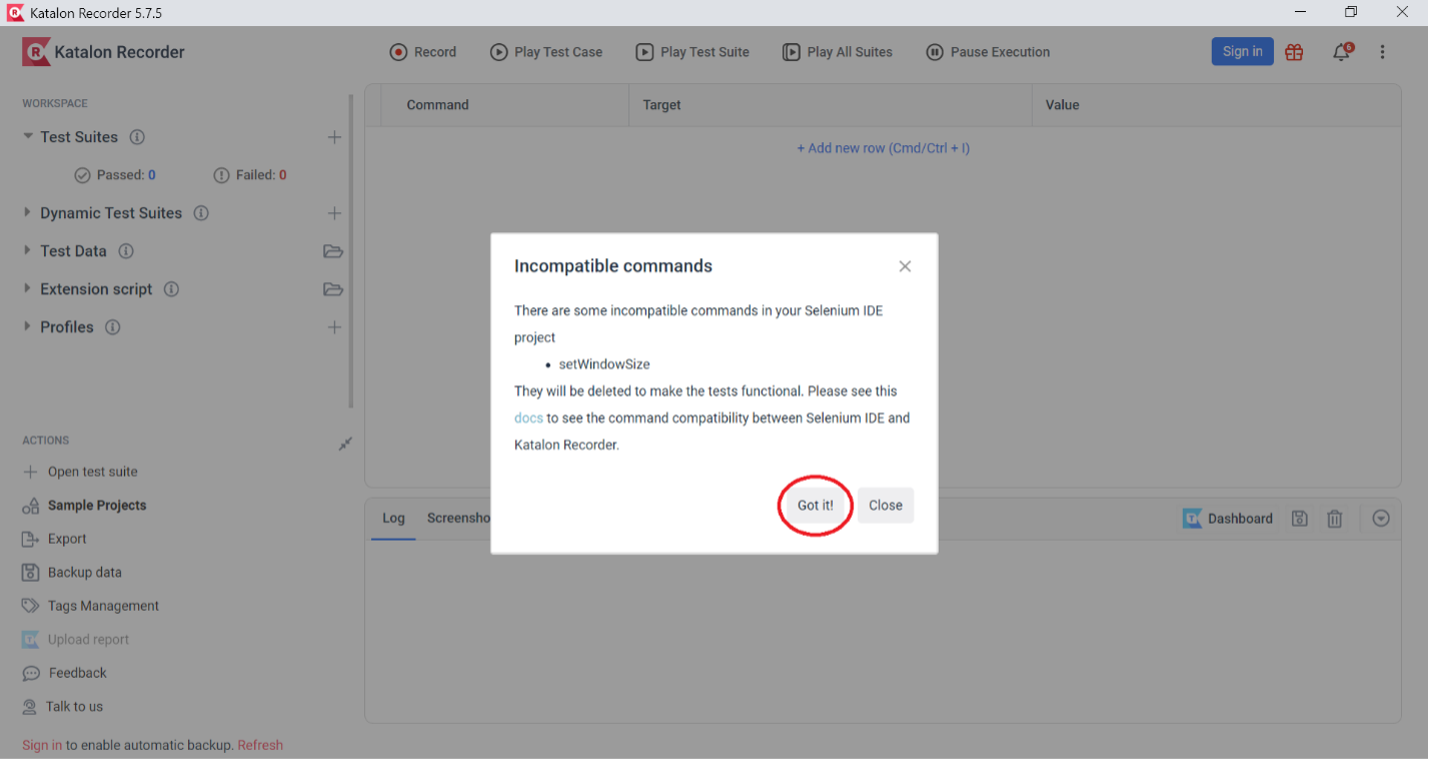 Katalon Recorder 5.7.5
Katalon Recorder
Record
Play Test Case
Play Test Suite
Play All Suites
Pause Execution
Sign in
6
WORKSPACE
Test Suites
Passed: 0
Failed: 0
Dynamic Test Suites
Test Data
Extension script
Profiles
Command
Target
Value
+ Add new row (Cmd/Ctrl + I)
Incompatible commands
There are some incompatible commands in your Selenium IDE
project
• setWindowSize
They will be deleted to make the tests functional. Please see this
docs to see the command compatibility between Selenium IDE and
Katalon Recorder.
Got it!
Close
ACTIONS
Open test suite
Sample Projects
Export
Backup data
Tags Management
Upload report
Feedback
Talk to us
Sign in to enable automatic backup. Refresh
Log
Screensho
Dashboard